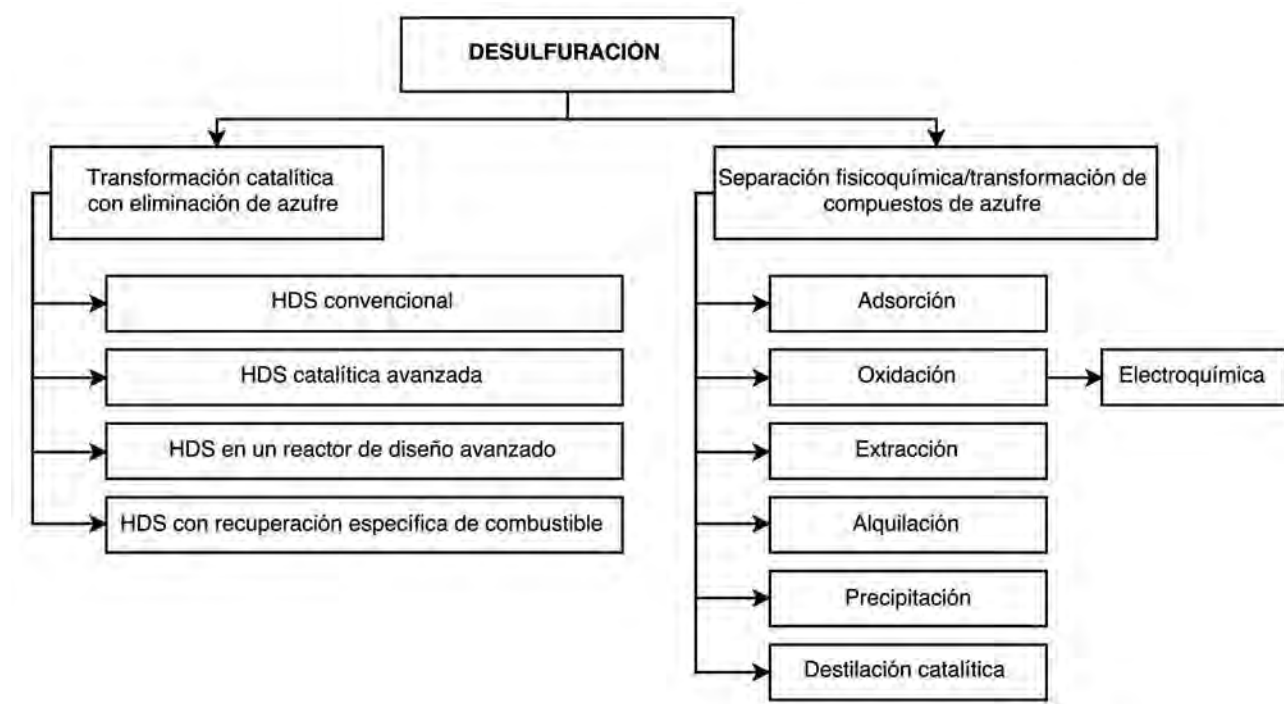 DESULFURACIÓN
Transformación catalítica
con eliminación de azufre
HDS convencional
HDS catalítica avanzada
HDS en un reactor de diseño avanzado
HDS con recuperación específica de combustible
Separación fisicoquímica/transformación de
compuestos de azufre
Adsorción
Oxidación
Electroquímica
Extracción
Alquilación
Precipitación
Destilación catalítica